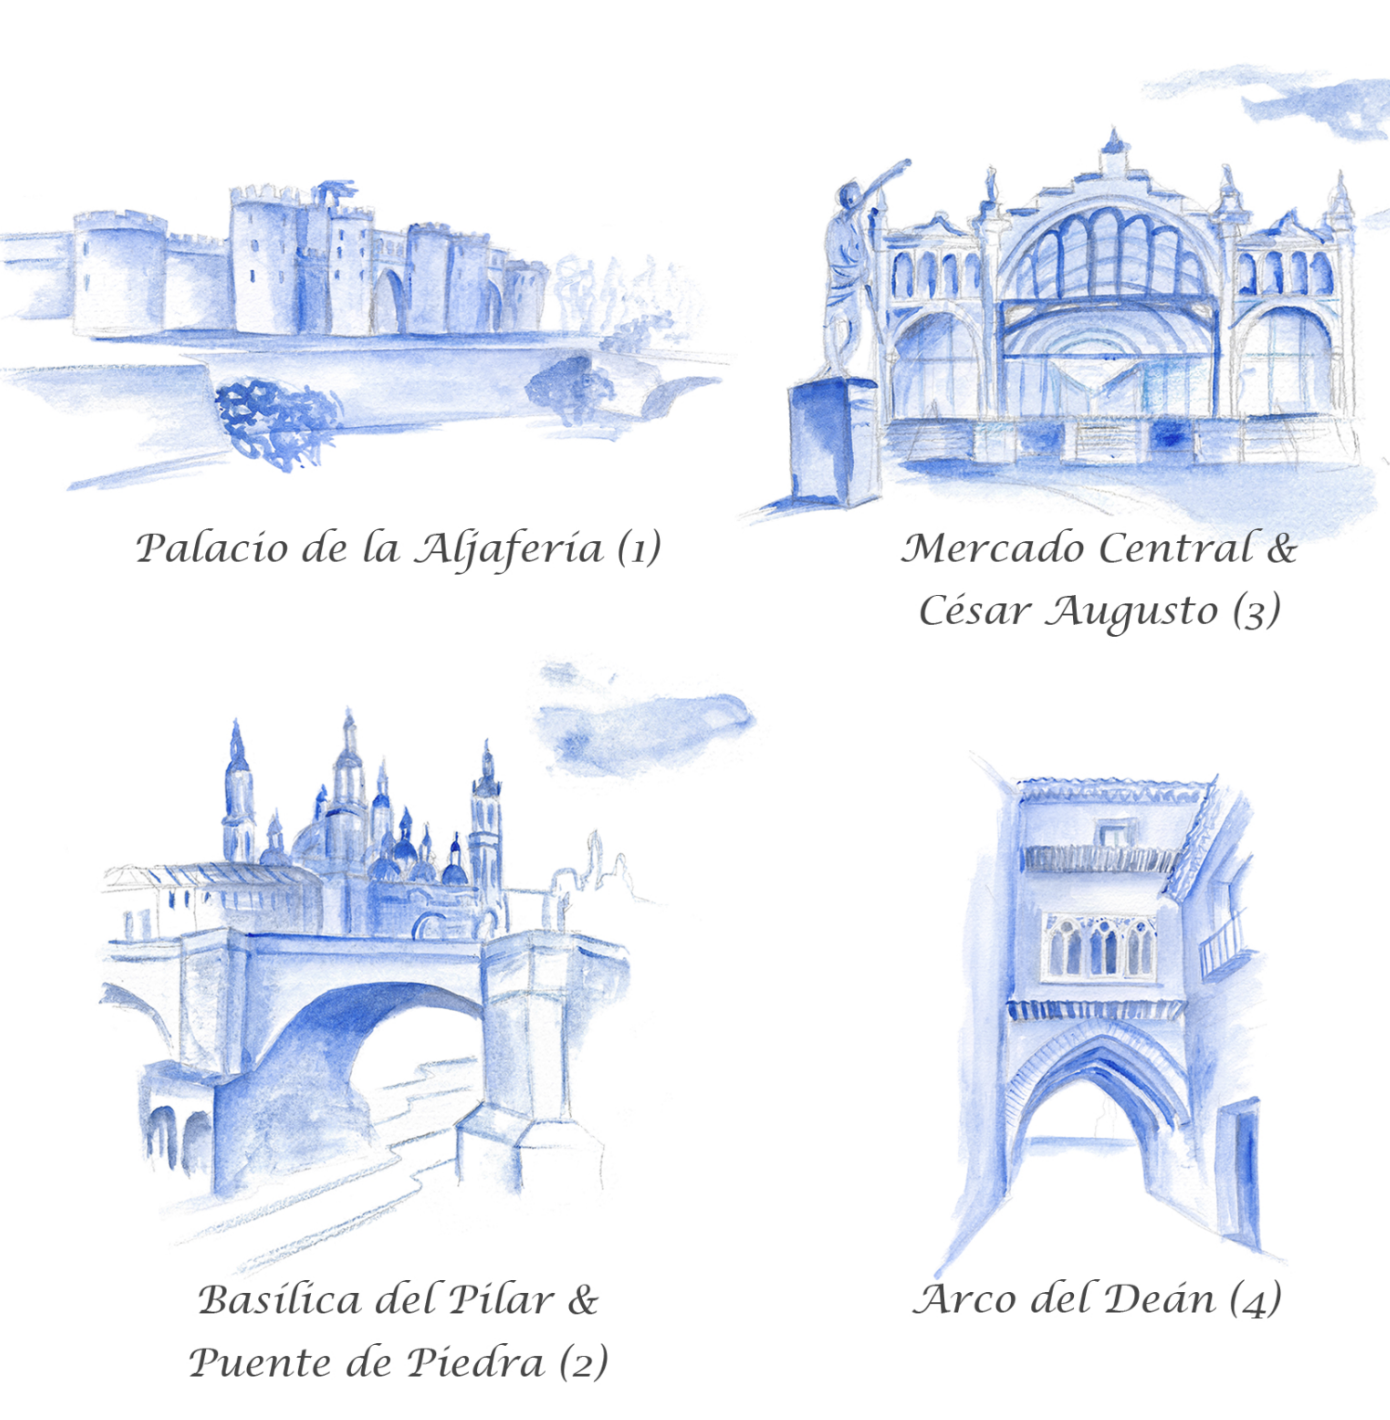 Palacio de la Aljafería (1)
Mercado Central &
César Augusto (3)
Basílica del Pilar &
Puente de Piedra (2)
Arco del Deán (4)